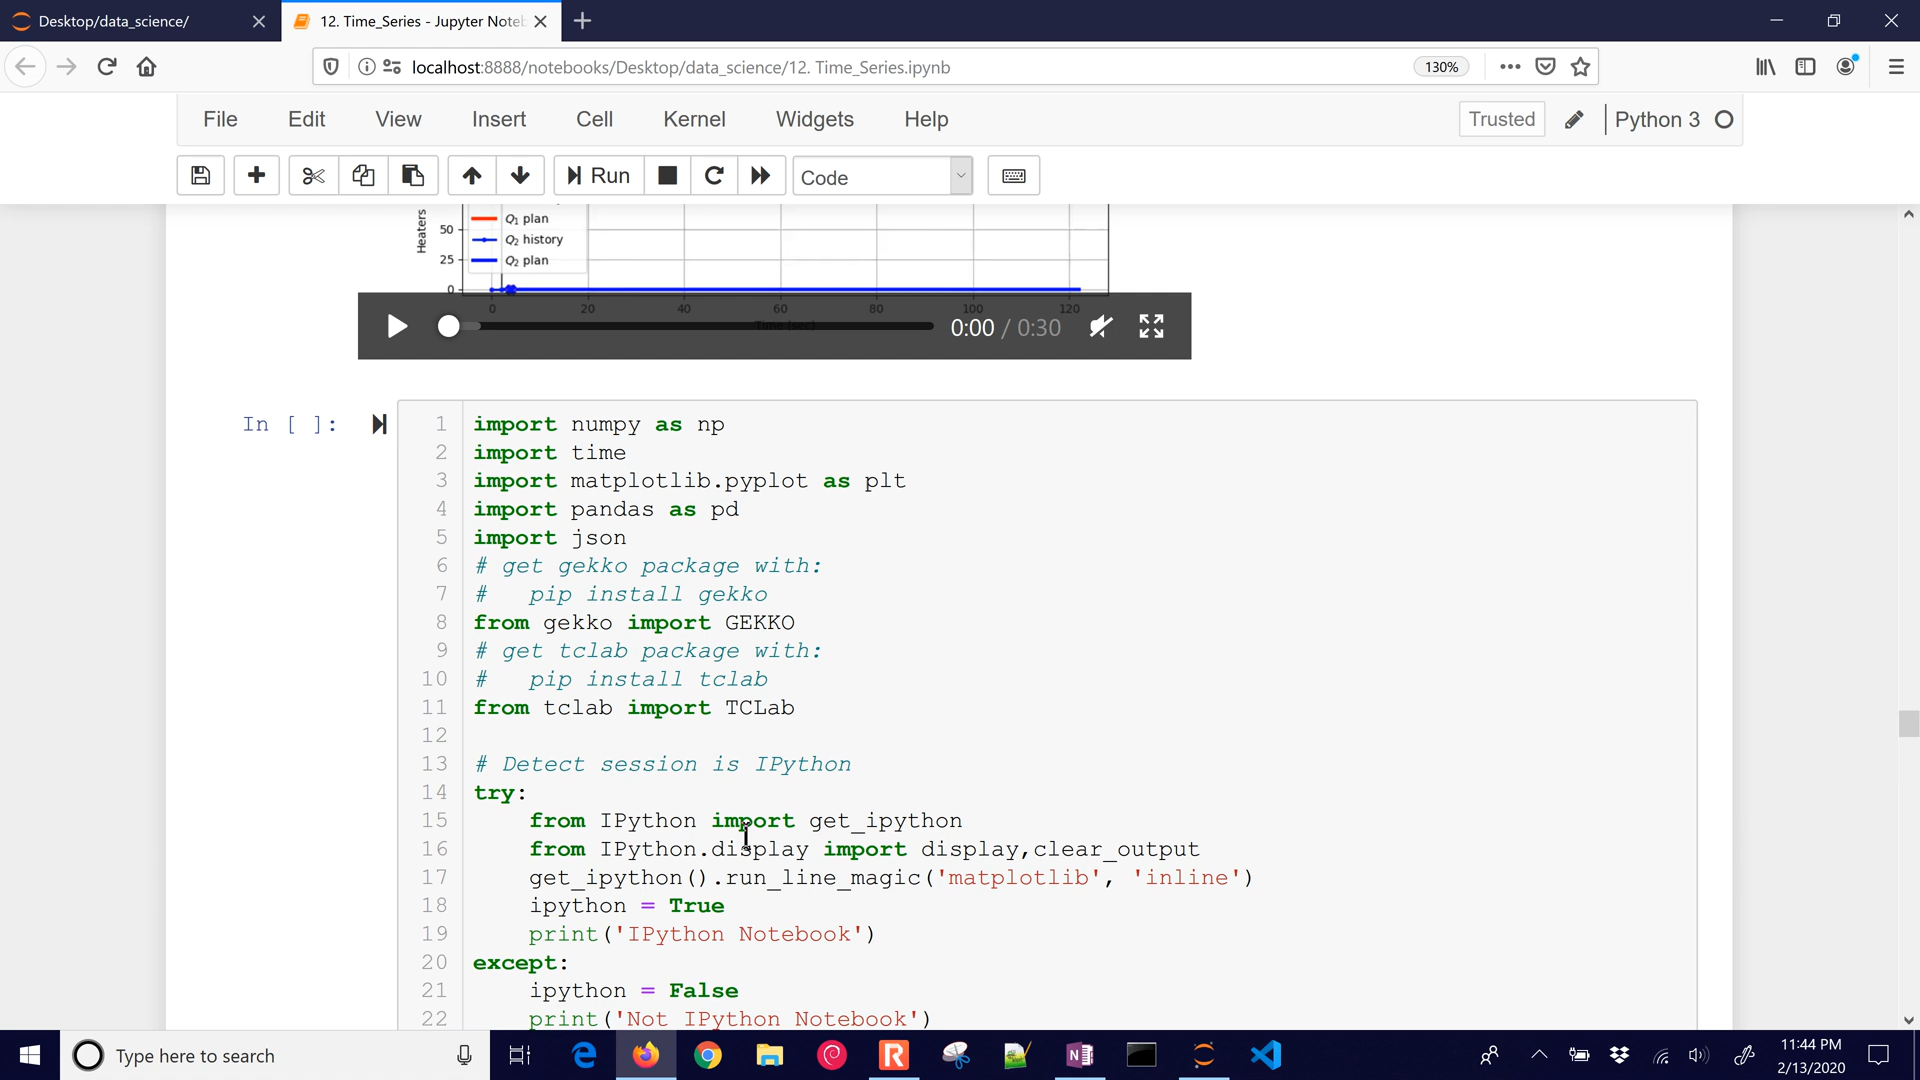 Desktop/data_science/
12. Time_Series - Jupyter Noteb
localhost:8888/notebooks/Desktop/data_science/12. Time_Series.ipynb
130%
File Edit View Insert Cell Kernel Widgets Help
Trusted
Python 3
Run
Code
Heaters
50
25
0
Q1 plan
Q2 history
Q2 plan
0 20 40 60 80 100 120
Time (sec)
0:00 / 0:30
In [ ]:
1 import numpy as np
2 import time
3 import matplotlib.pyplot as plt
4 import pandas as pd
5 import json
6 # get gekko package with:
7 #   pip install gekko
8 from gekko import GEKKO
9 # get tclab package with:
10 #   pip install tclab
11 from tclab import TCLab
12
13 # Detect session is IPython
14 try:
15     from IPython import get_ipython
16     from IPython.display import display,clear_output
17     get_ipython().run_line_magic('matplotlib', 'inline')
18     ipython = True
19     print('IPython Notebook')
20 except:
21     ipython = False
22     print('Not IPython Notebook')
Type here to search
11:44 PM
2/13/2020